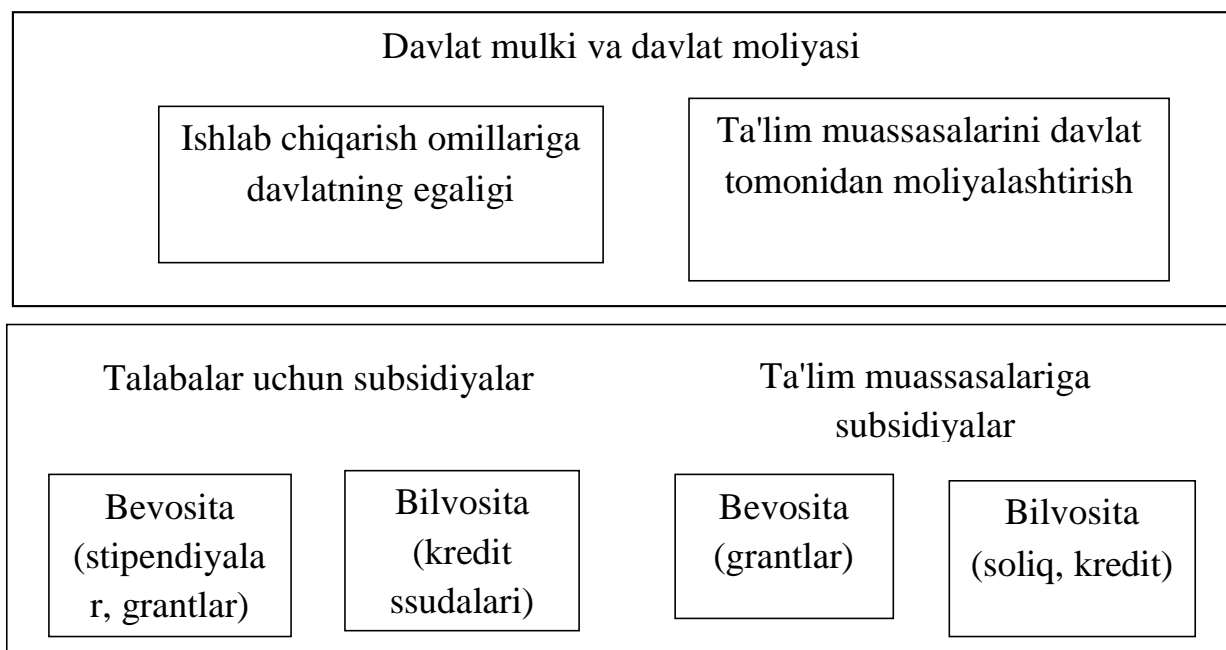 Davlat mulki va davlat moliyasi
Ishlab chiqarish omillariga
davlatning egaligi
Ta'lim muassasalarini davlat
tomonidan moliyalashtirish
Talabalar uchun subsidiyalar
Ta'lim muassasalariga
subsidiyalar
Bevosita
(stipendiyala
r, grantlar)
Bilvosita
(kredit
ssudalari)
Bevosita
(grantlar)
Bilvosita
(soliq, kredit)